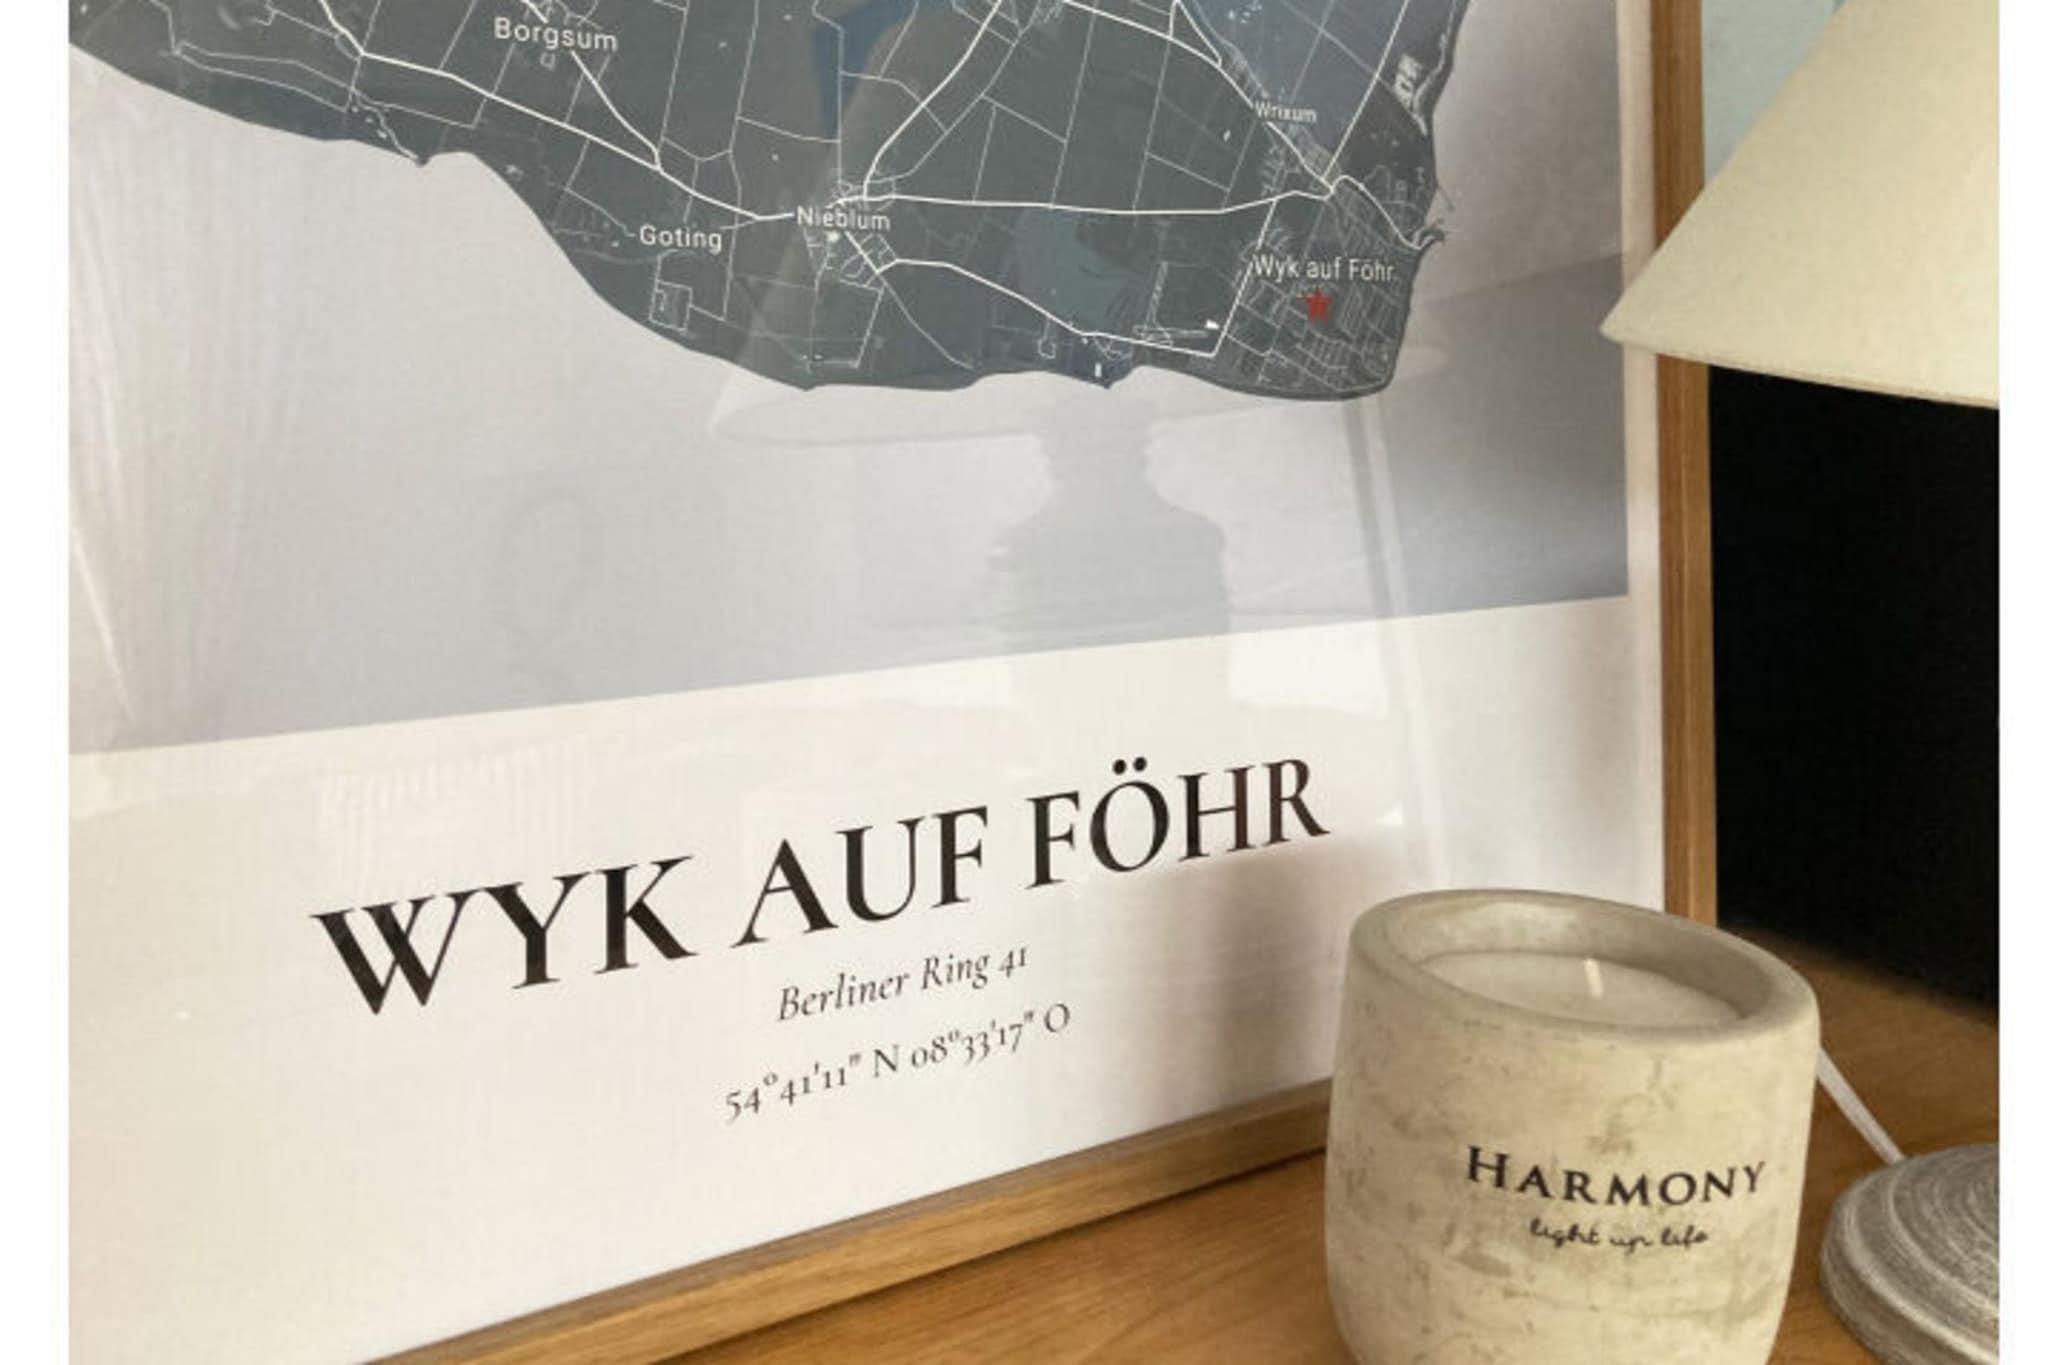 Borgsum
Wrixum
Nieblum
Goting
Wyk auf Föhr
WYK AUF FÖHR
Berliner Ring 41
54°41'11" N 08°33'17" O
HARMONY
light up life